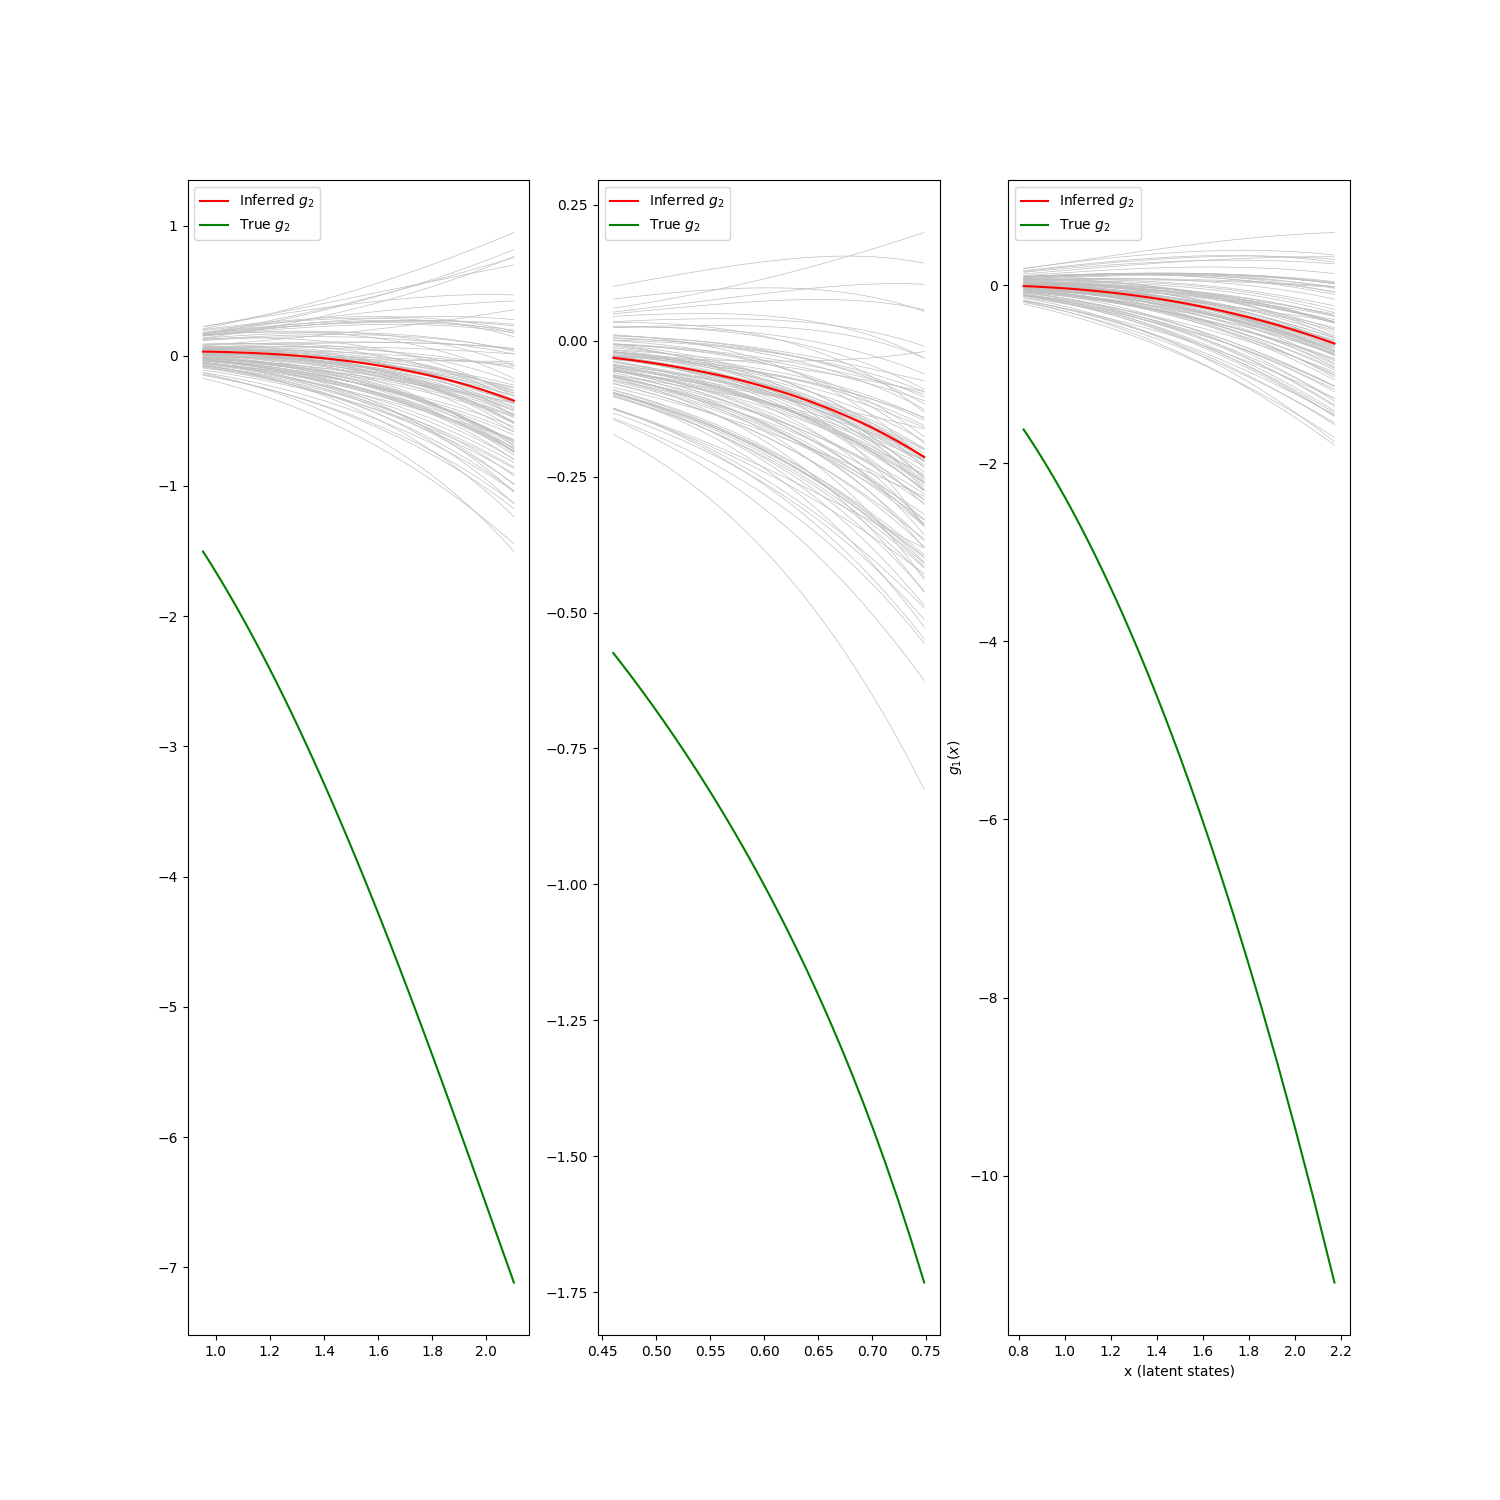 Inferred g₂
True g₂
1
0
−1
−2
−3
−4
−5
−6
−7
1.0 1.2 1.4 1.6 1.8 2.0
Inferred g₂
True g₂
0.25
0.00
−0.25
−0.50
−0.75
−1.00
−1.25
−1.50
−1.75
0.45 0.50 0.55 0.60 0.65 0.70 0.75
Inferred g₂
True g₂
g₁(x)
0
−2
−4
−6
−8
−10
0.8 1.0 1.2 1.4 1.6 1.8 2.0 2.2
x (latent states)